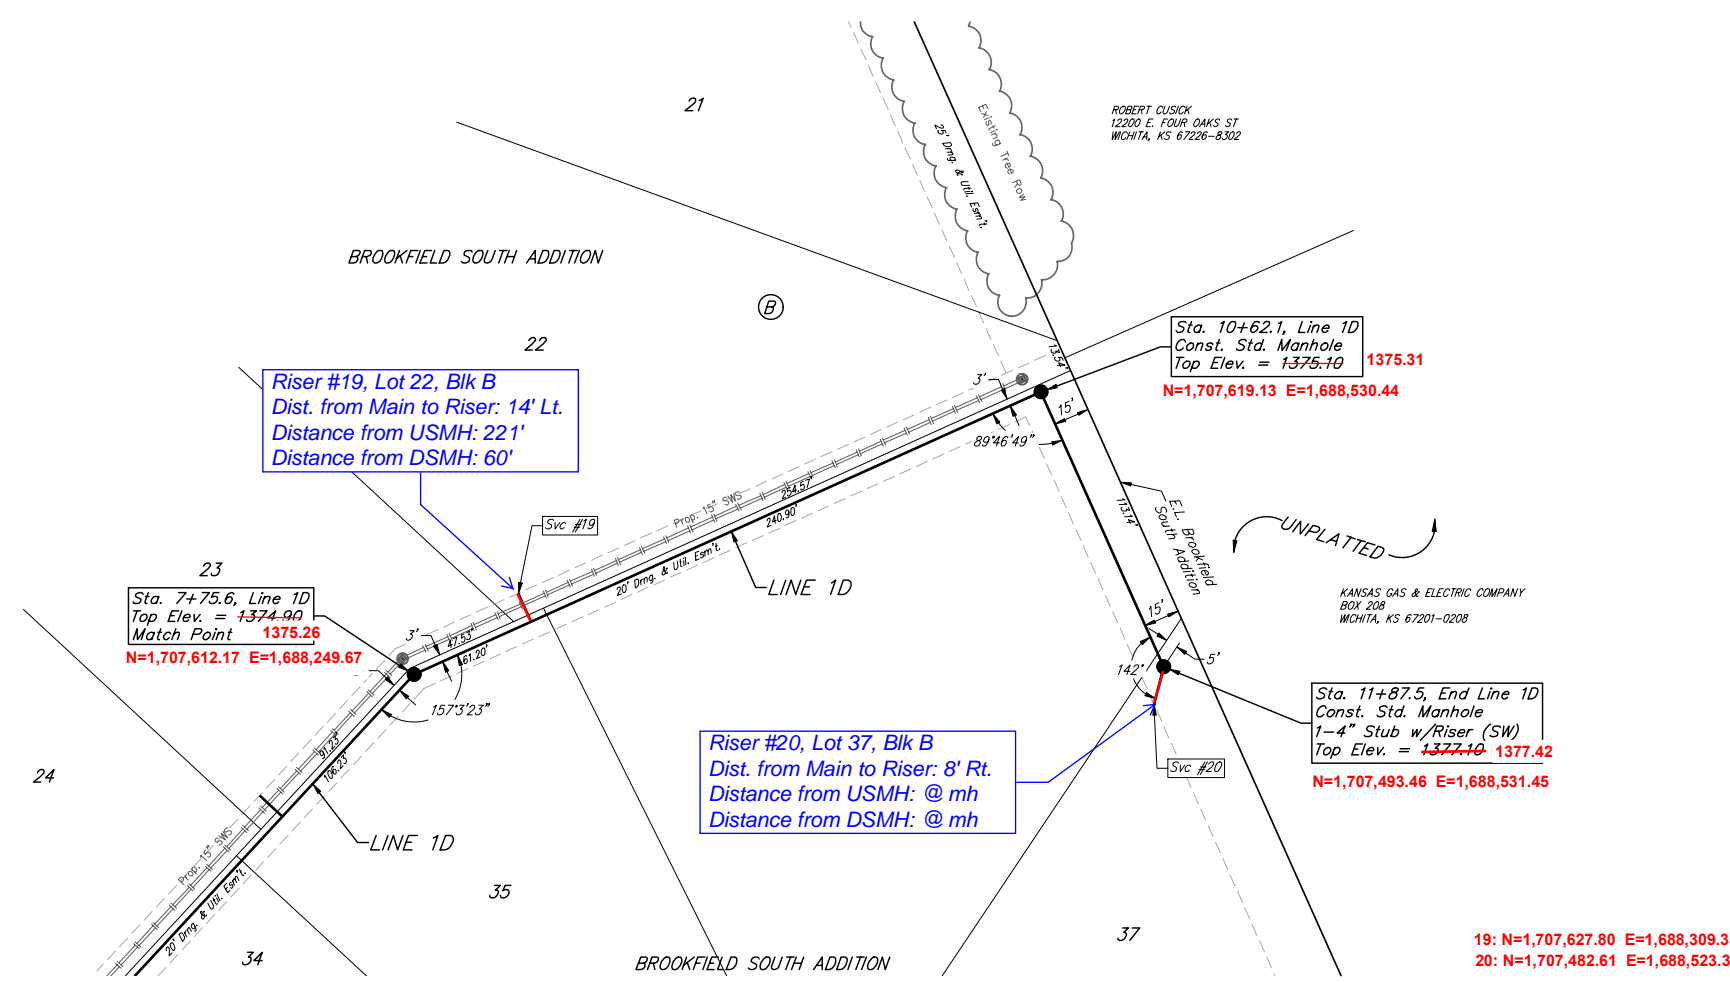 21
ROBERT CUSICK
12200 E. FOUR OAKS ST
WICHITA, KS 67226-8302
Existing Tree Row
25' Drng. & Util. Esm't.
BROOKFIELD SOUTH ADDITION
B
22
Riser #19, Lot 22, Blk B
Dist. from Main to Riser: 14' Lt.
Distance from USMH: 221'
Distance from DSMH: 60'
Sta. 10+62.1, Line 1D
Const. Std. Manhole
Top Elev. = 1375.10 1375.31
N=1,707,619.13 E=1,688,530.44
13.54'
3'
15'
89°46'49"
Prop. 15" SWS
254.57'
240.90'
20' Drng. & Util. Esm't.
LINE 1D
Svc #19
113.14'
E.L. Brookfield
South Addition
UNPLATTED
KANSAS GAS & ELECTRIC COMPANY
BOX 208
WICHITA, KS 67201-0208
23
Sta. 7+75.6, Line 1D
Top Elev. = 1374.90
Match Point 1375.26
N=1,707,612.17 E=1,688,249.67
3'
47.53'
61.20'
157°3'23"
15'
5'
142°
Sta. 11+87.5, End Line 1D
Const. Std. Manhole
1-4" Stub w/Riser (SW)
Top Elev. = 1377.10 1377.42
N=1,707,493.46 E=1,688,531.45
Riser #20, Lot 37, Blk B
Dist. from Main to Riser: 8' Rt.
Distance from USMH: @ mh
Distance from DSMH: @ mh
Svc #20
24
91.23'
106.23'
LINE 1D
Prop. 15" SWS
20' Drng. & Util. Esm't.
35
34
37
BROOKFIELD SOUTH ADDITION
19: N=1,707,627.80 E=1,688,309.3
20: N=1,707,482.61 E=1,688,523.3